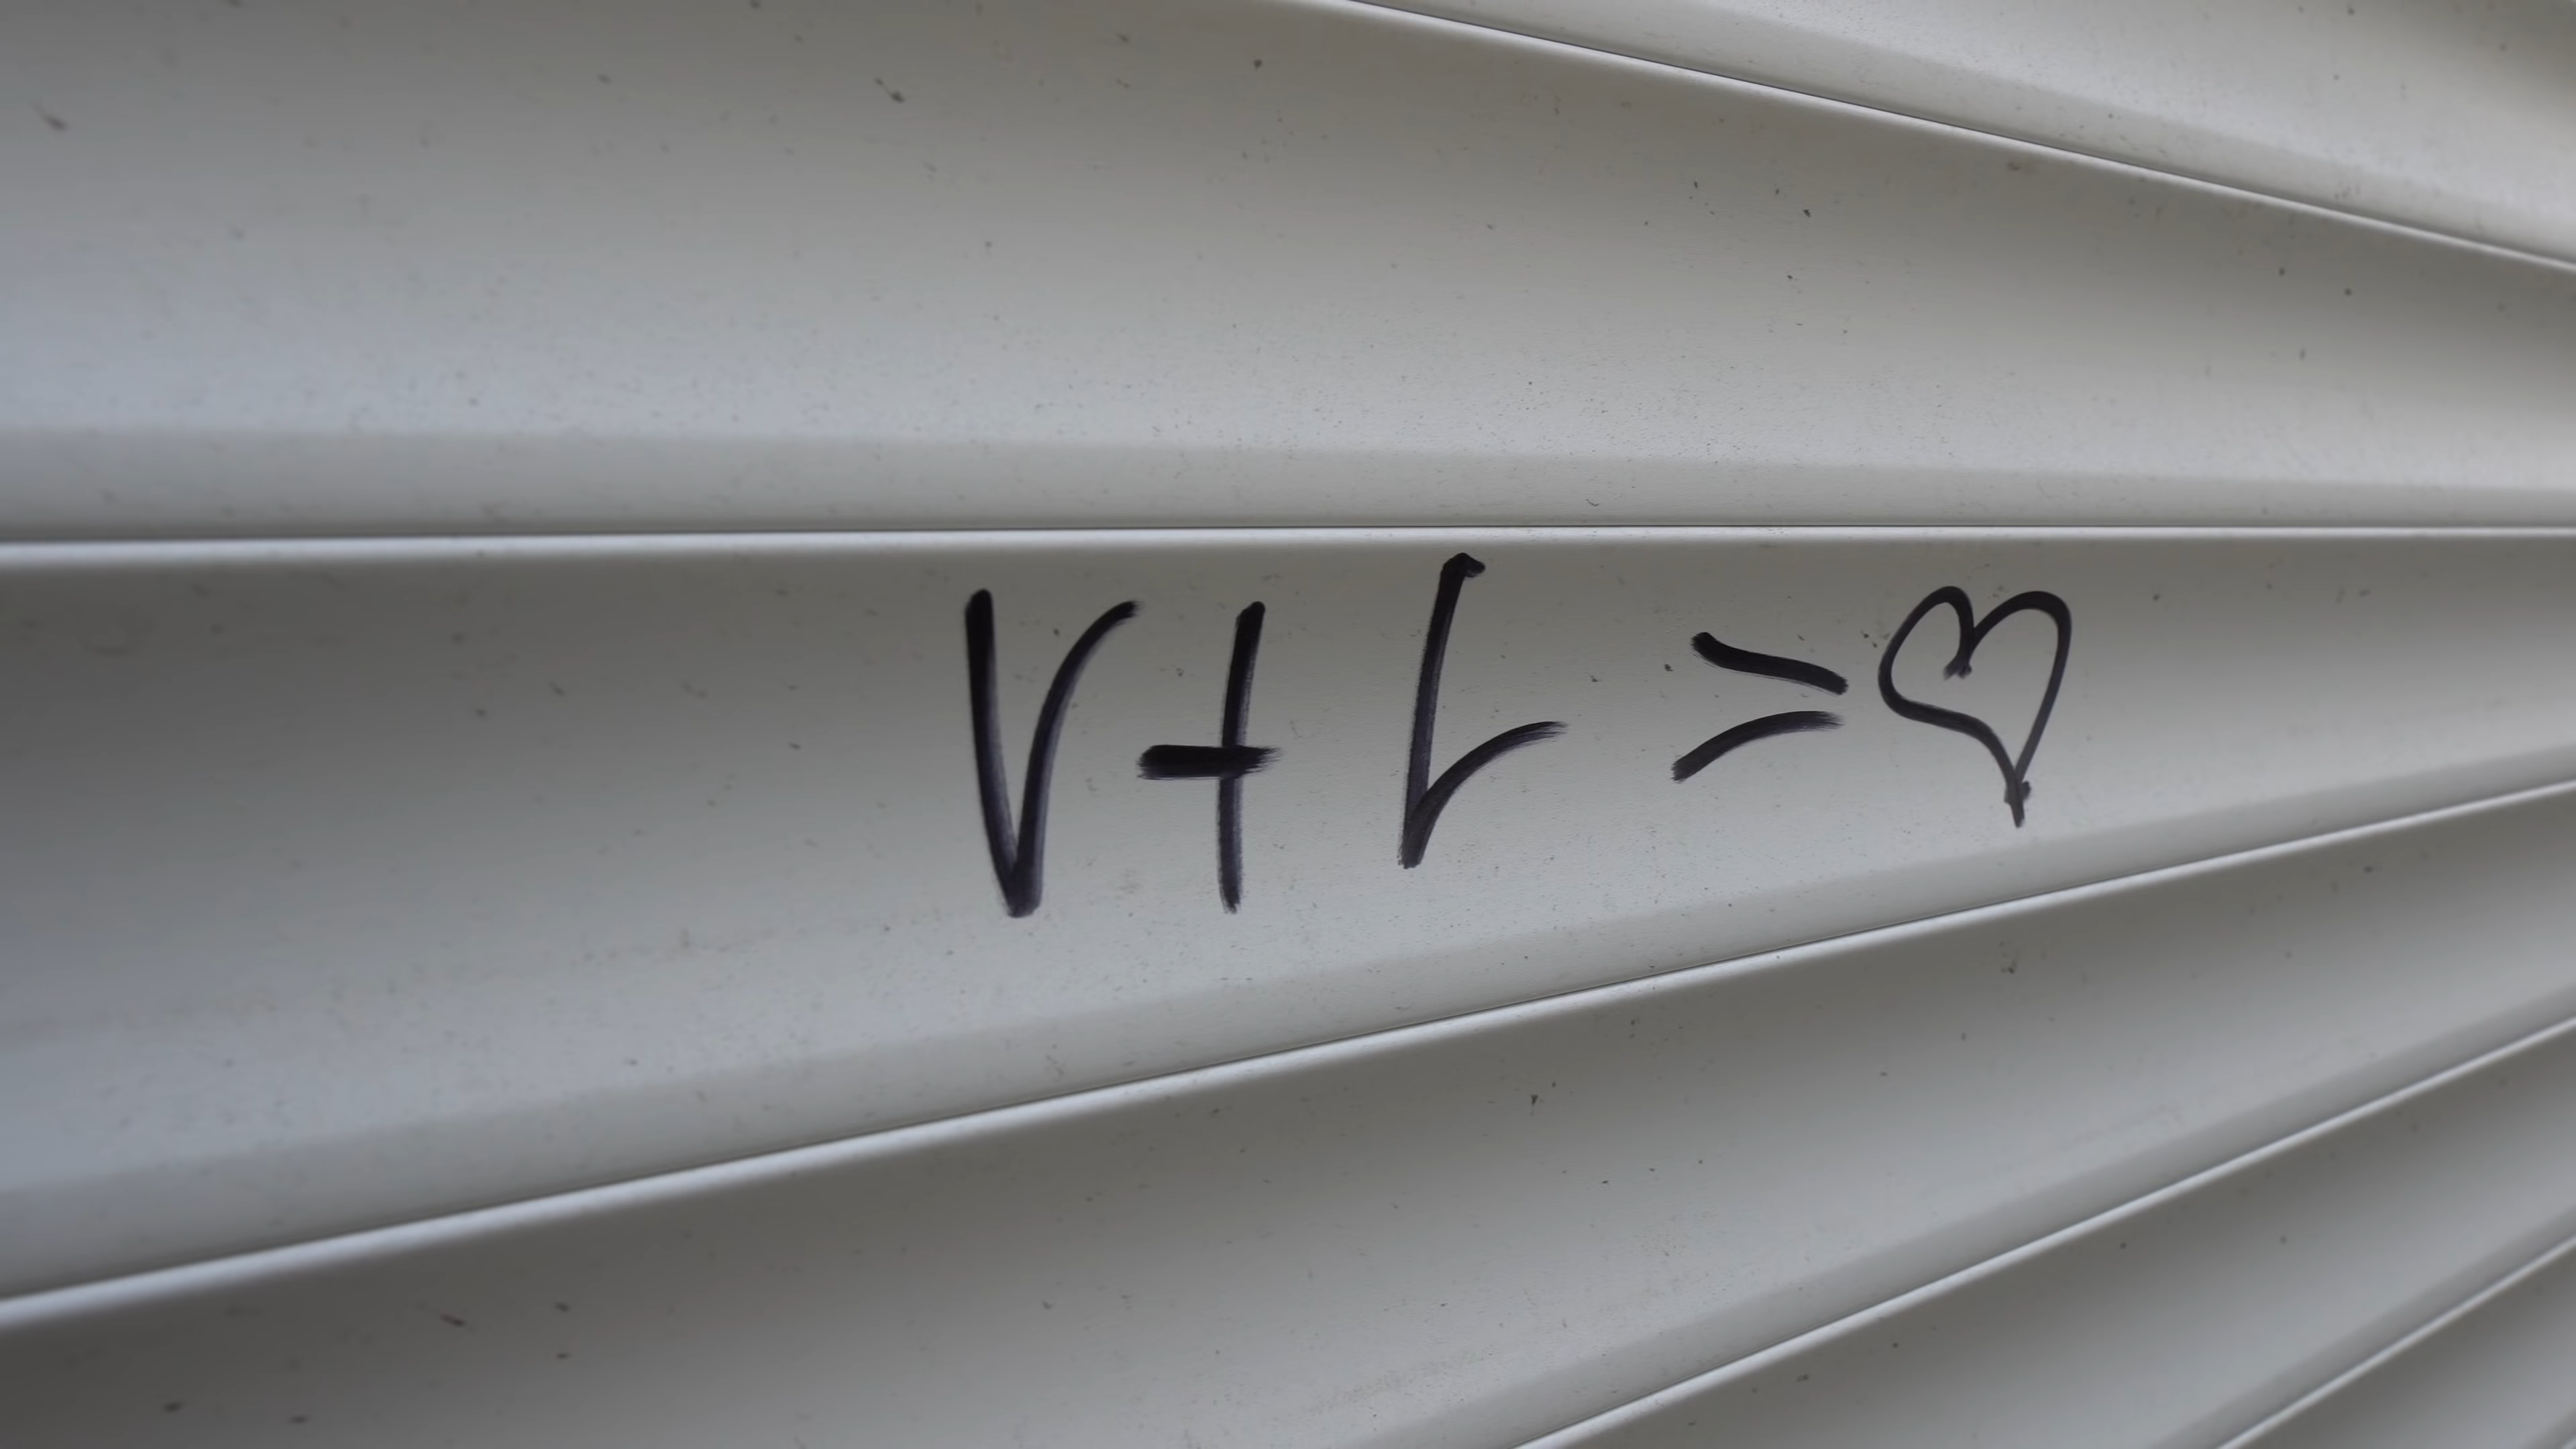 V + L = ♡